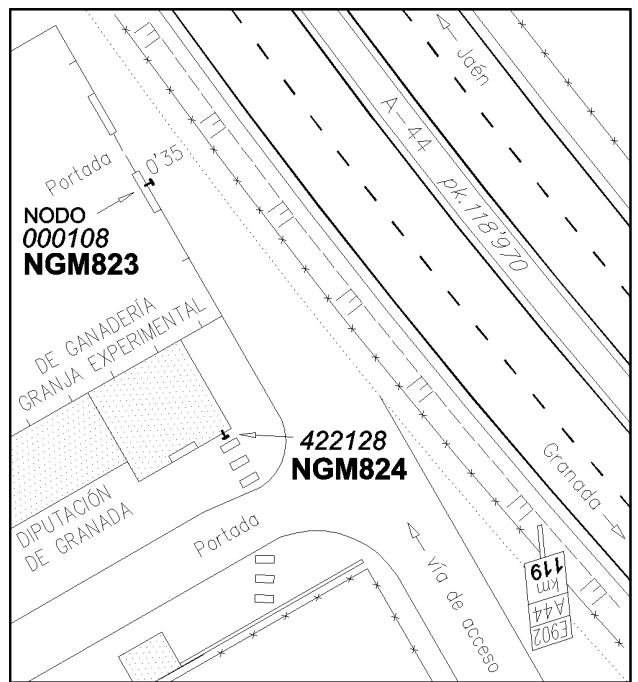 Jaén
A-44
pk.118'970
Portada
0'35
NODO
000108
NGM823
DE GANADERÍA
GRANJA EXPERIMENTAL
422128
NGM824
Granada
DIPUTACIÓN
DE GRANADA
Portada
vía de acceso
119
km
A44
E902